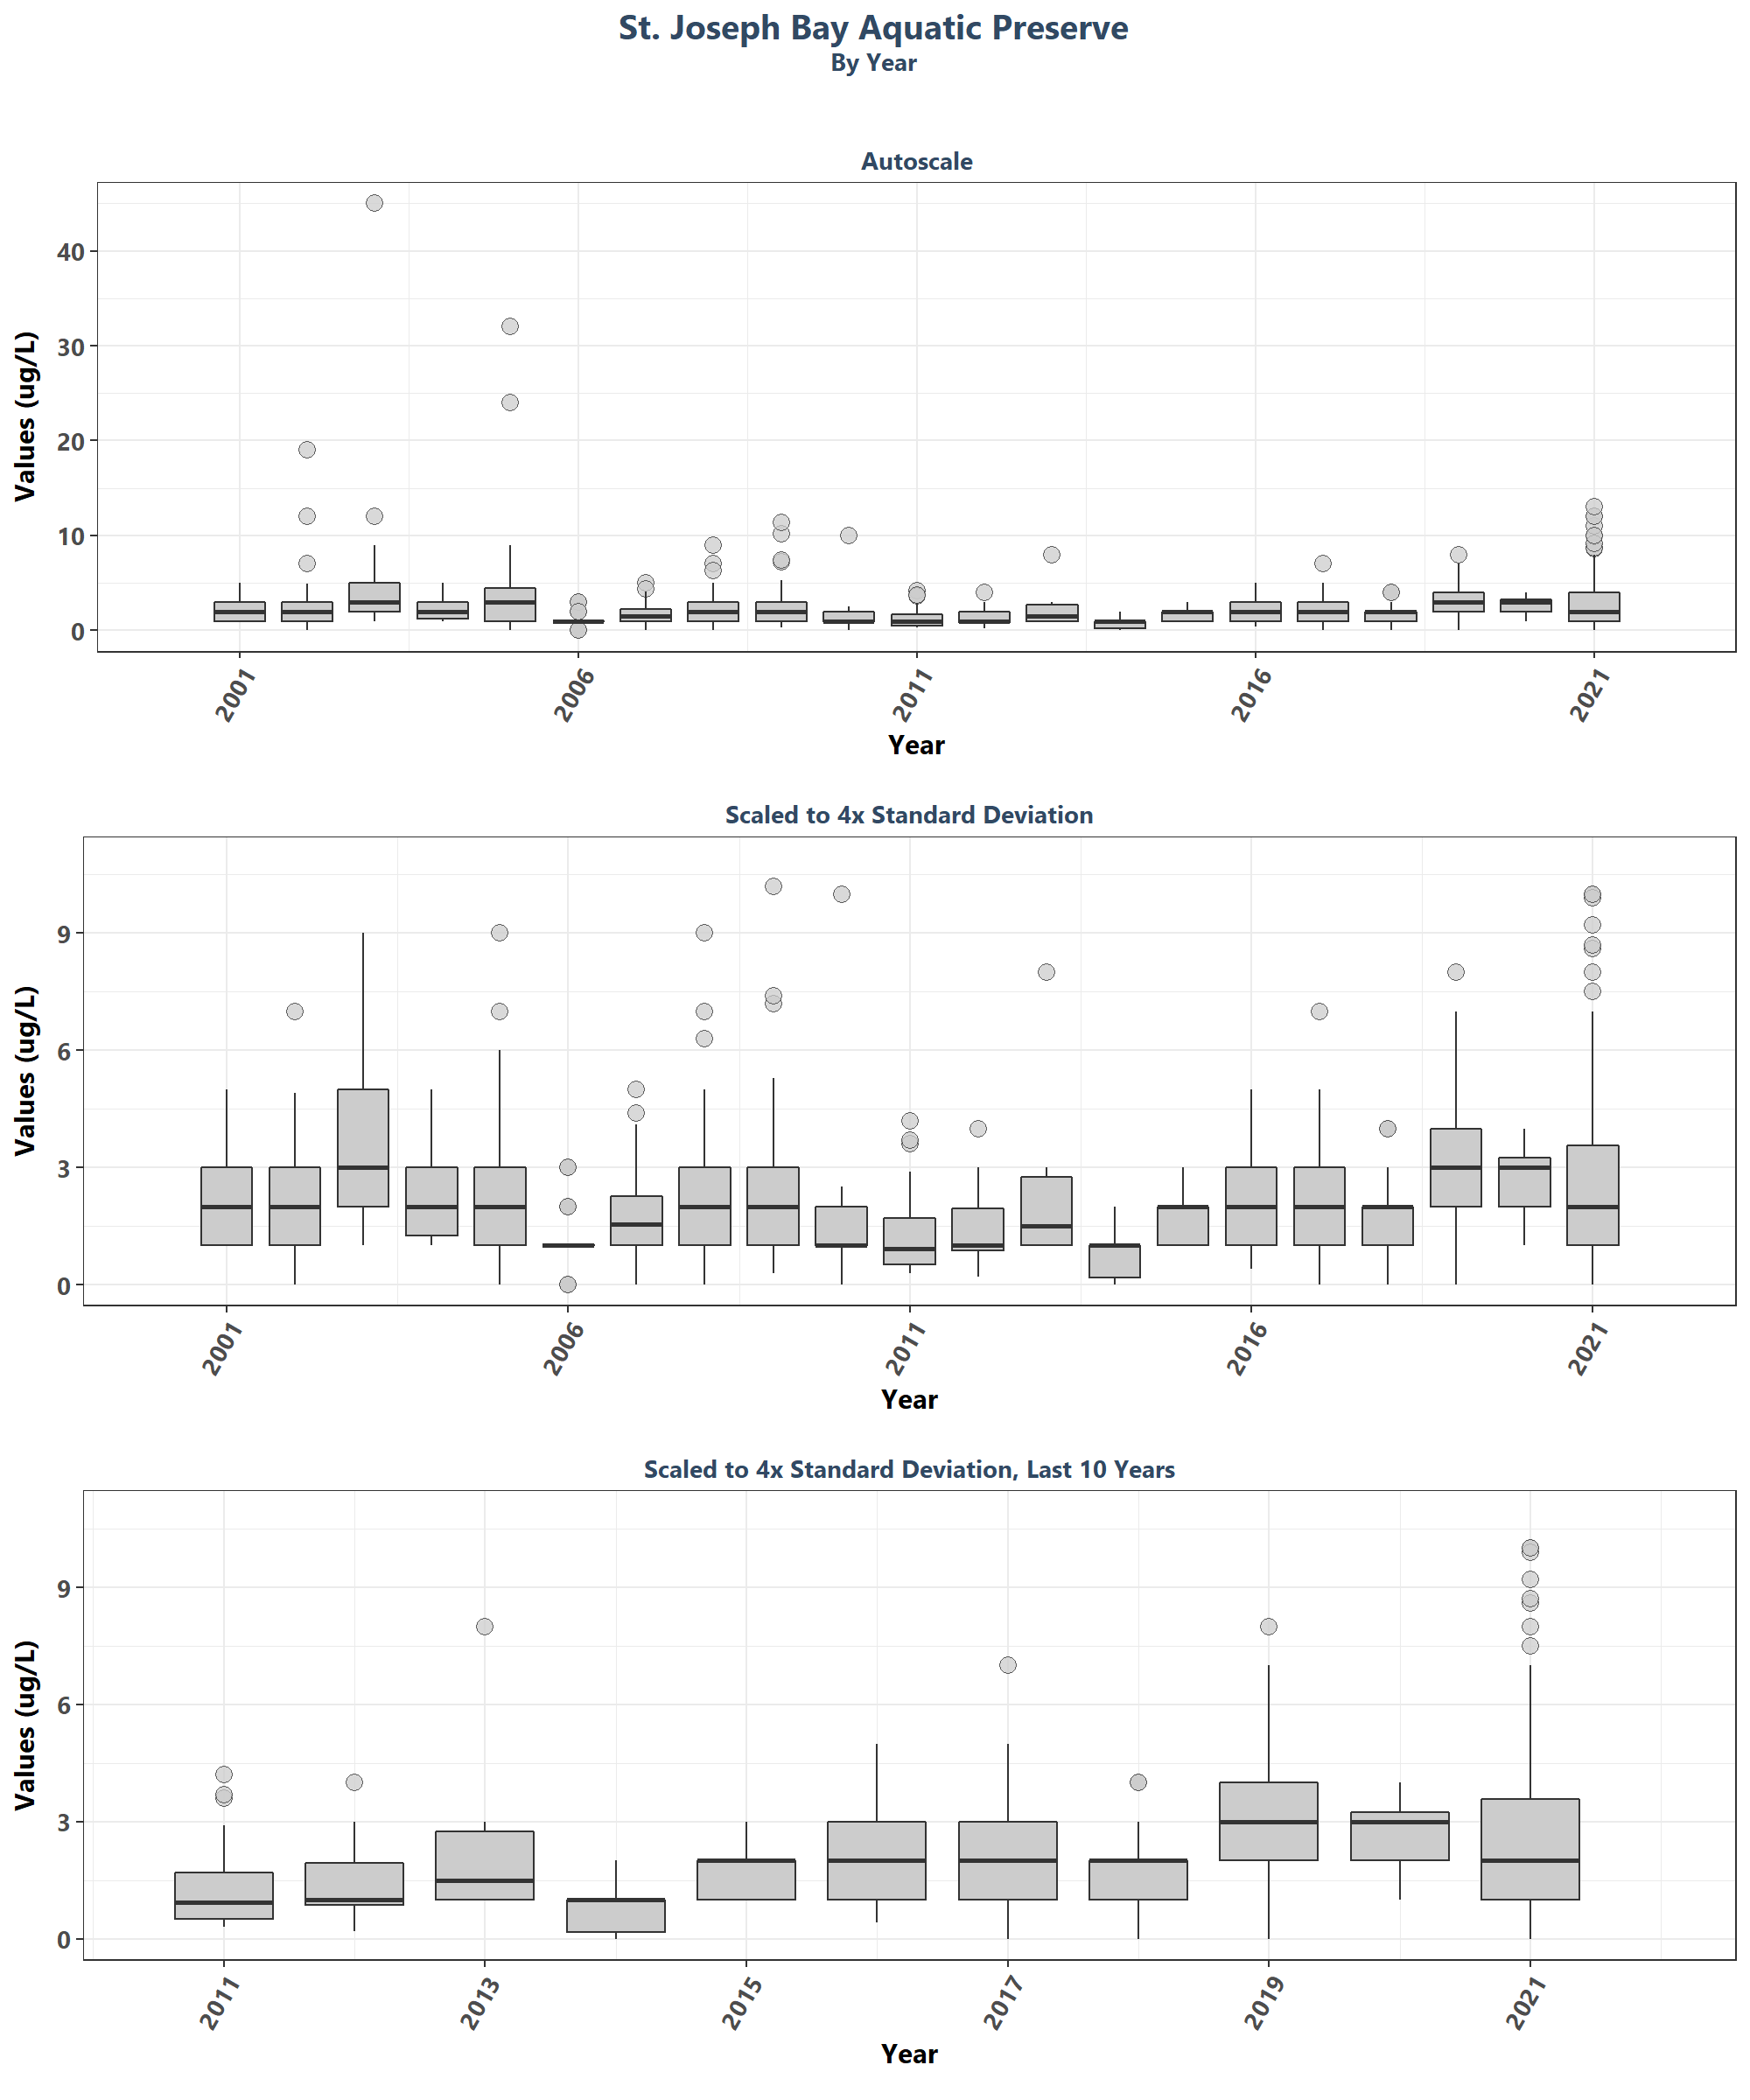 St. Joseph Bay Aquatic Preserve
By Year
Autoscale
Values (ug/L)
40
30
20
10
0
2001
2006
2011
2016
2021
Year
Scaled to 4x Standard Deviation
Values (ug/L)
9
6
3
0
2001
2006
2011
2016
2021
Year
Scaled to 4x Standard Deviation, Last 10 Years
Values (ug/L)
9
6
3
0
2011
2013
2015
2017
2019
2021
Year